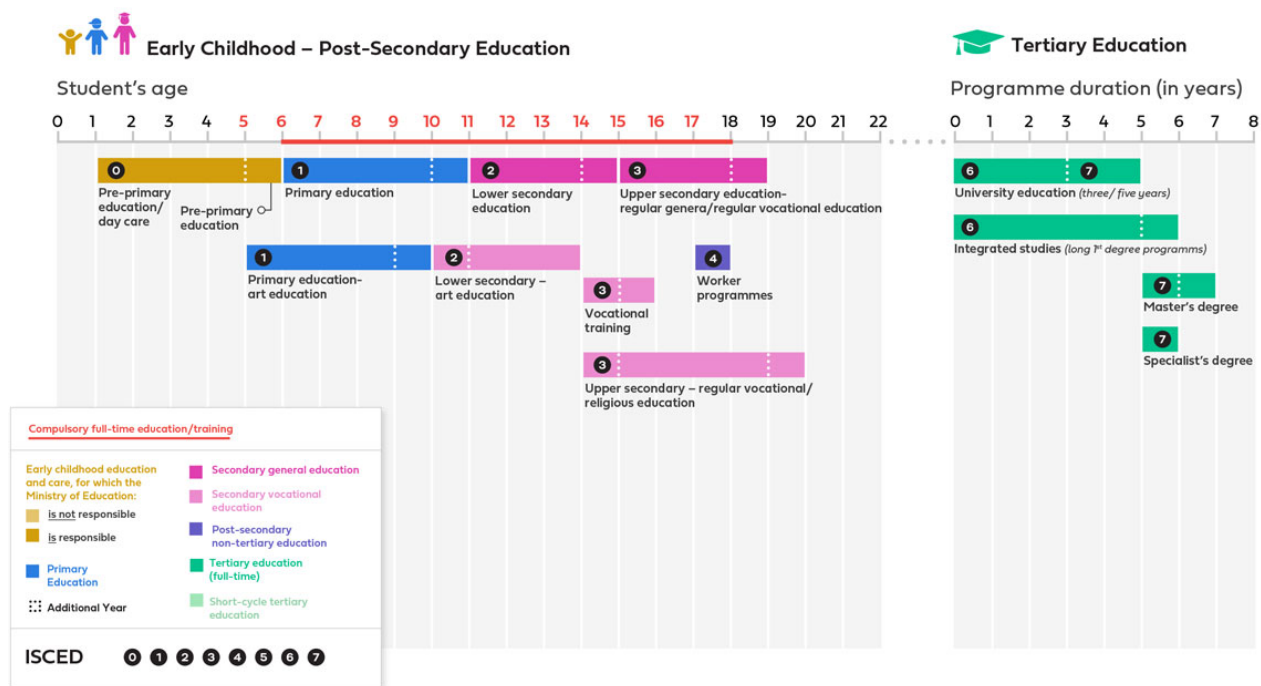 Early Childhood – Post-Secondary Education
Tertiary Education
Student's age
Programme duration (in years)
0 1 2 3 4 5 6 7 8 9 10 11 12 13 14 15 16 17 18 19 20 21 22
0 1 2 3 4 5 6 7 8
0
Pre-primary
education/
day care
Pre-primary
education
1
Primary education
2
Lower secondary
education
3
Upper secondary education-
regular genera/regular vocational education
6 7
University education (three/ five years)
6
Integrated studies (long 1st degree programms)
1
Primary education-
art education
2
Lower secondary –
art education
3
Vocational
training
4
Worker
programmes
7
Master's degree
7
Specialist's degree
3
Upper secondary – regular vocational/
religious education
Compulsory full-time education/training
Early childhood education
and care, for which the
Ministry of Education:
is not responsible
is responsible
Primary
Education
Additional Year
Secondary general education
Secondary vocational
education
Post-secondary
non-tertiary education
Tertiary education
(full-time)
Short-cycle tertiary
education
ISCED 0 1 2 3 4 5 6 7